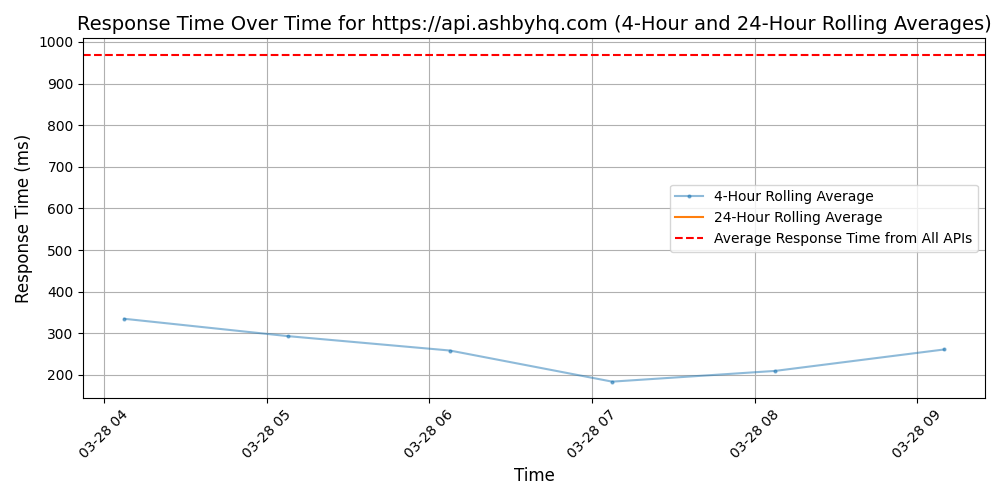 Response Time Over Time for https://api.ashbyhq.com (4-Hour and 24-Hour Rolling Averages)
Response Time (ms)
1000
900
800
700
600
500
400
300
200
4-Hour Rolling Average
24-Hour Rolling Average
Average Response Time from All APIs
03-28 04
03-28 05
03-28 06
03-28 07
03-28 08
03-28 09
Time